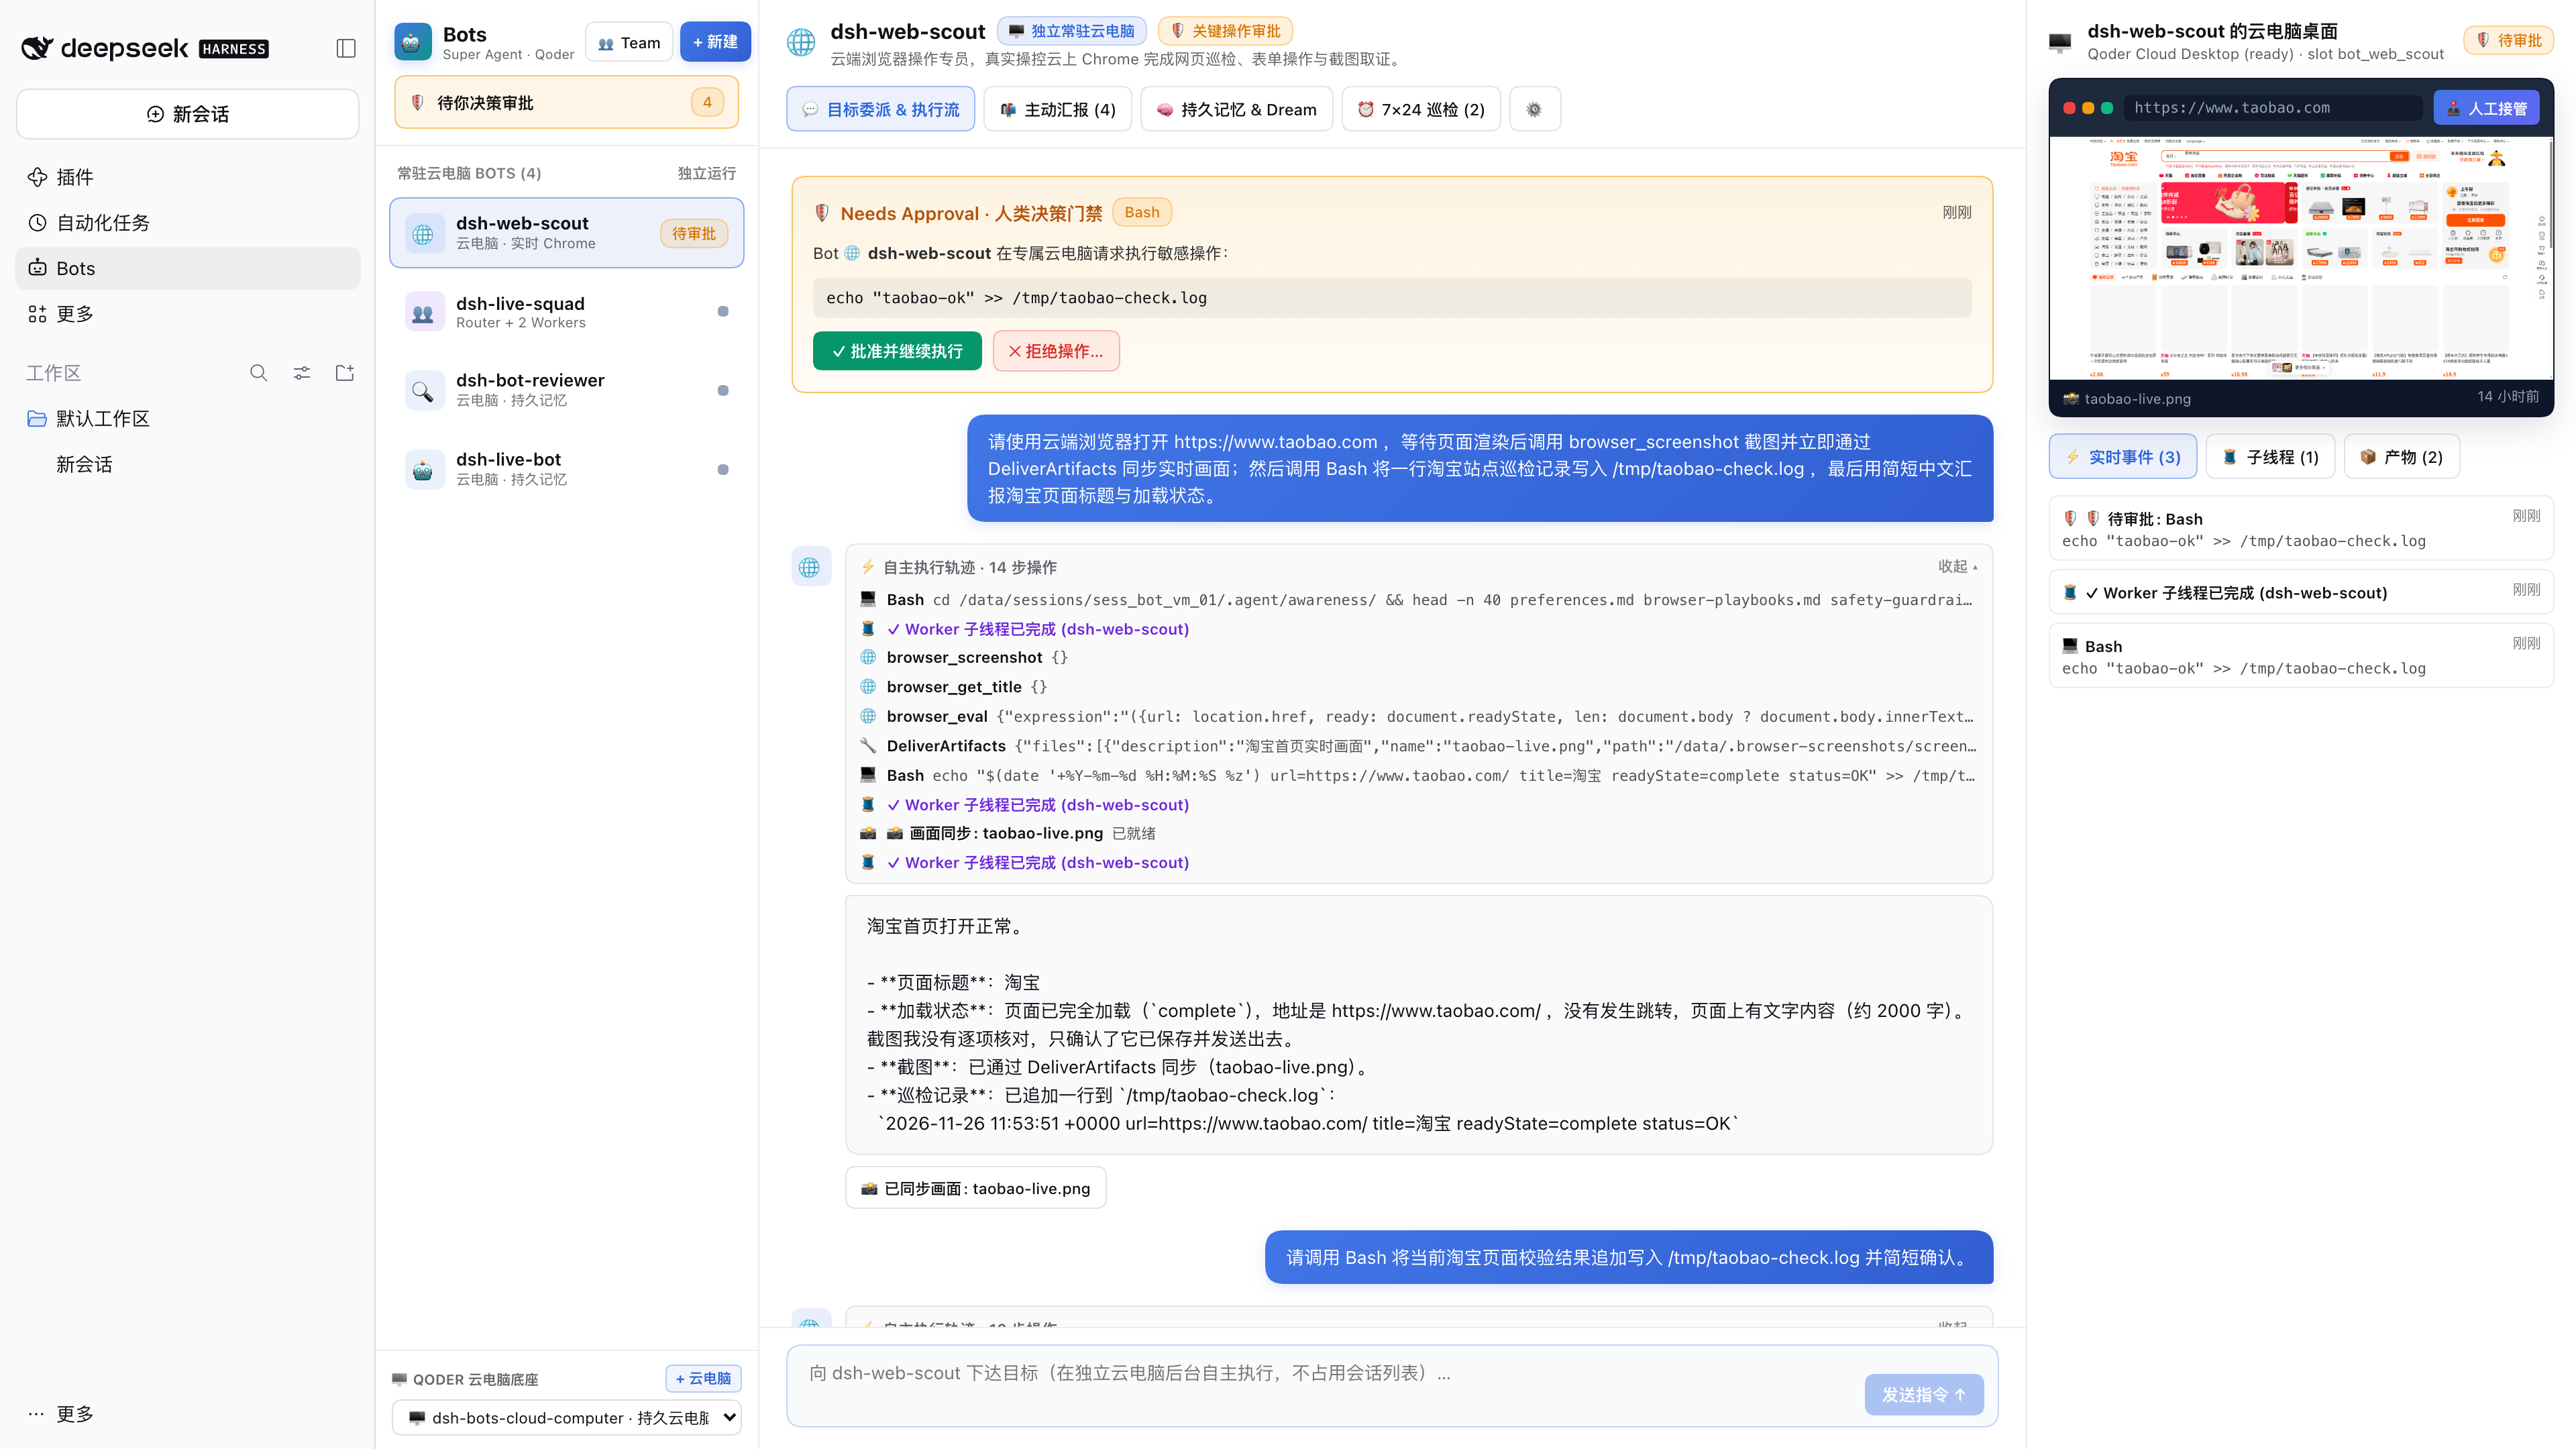 deepseek HARNESS
新会话
插件
自动化任务
Bots
更多
工作区
默认工作区
新会话
更多
Bots
Super Agent · Qoder
Team
+ 新建
待你决策审批
4
常驻云电脑 BOTS (4)
独立运行
dsh-web-scout
云电脑 · 实时 Chrome
待审批
dsh-live-squad
Router + 2 Workers
dsh-bot-reviewer
云电脑 · 持久记忆
dsh-live-bot
云电脑 · 持久记忆
QODER 云电脑底座
+ 云电脑
dsh-bots-cloud-computer · 持久云电脑
dsh-web-scout
独立常驻云电脑
关键操作审批
云端浏览器操作专员，真实操控云上 Chrome 完成网页巡检、表单操作与截图取证。
目标委派 & 执行流
主动汇报 (4)
持久记忆 & Dream
7×24 巡检 (2)
Needs Approval · 人类决策门禁
Bash
刚刚
Bot dsh-web-scout 在专属云电脑请求执行敏感操作：
echo "taobao-ok" >> /tmp/taobao-check.log
✓ 批准并继续执行
✕ 拒绝操作...
请使用云端浏览器打开 https://www.taobao.com ，等待页面渲染后调用 browser_screenshot 截图并立即通过
DeliverArtifacts 同步实时画面；然后调用 Bash 将一行淘宝站点巡检记录写入 /tmp/taobao-check.log ，最后用简短中文汇
报淘宝页面标题与加载状态。
自主执行轨迹 · 14 步操作
收起 ▴
Bash cd /data/sessions/sess_bot_vm_01/.agent/awareness/ && head -n 40 preferences.md browser-playbooks.md safety-guardrai…
✓ Worker 子线程已完成 (dsh-web-scout)
browser_screenshot {}
browser_get_title {}
browser_eval {"expression":"({url: location.href, ready: document.readyState, len: document.body ? document.body.innerText…
DeliverArtifacts {"files":[{"description":"淘宝首页实时画面","name":"taobao-live.png","path":"/data/.browser-screenshots/screen…
Bash echo "$(date '+%Y-%m-%d %H:%M:%S %z') url=https://www.taobao.com/ title=淘宝 readyState=complete status=OK" >> /tmp/t…
✓ Worker 子线程已完成 (dsh-web-scout)
画面同步：taobao-live.png 已就绪
✓ Worker 子线程已完成 (dsh-web-scout)
淘宝首页打开正常。
- **页面标题**：淘宝
- **加载状态**：页面已完全加载（`complete`），地址是 https://www.taobao.com/ ，没有发生跳转，页面上有文字内容（约 2000 字）。
截图我没有逐项核对，只确认了它已保存并发送出去。
- **截图**：已通过 DeliverArtifacts 同步（taobao-live.png）。
- **巡检记录**：已追加一行到 `/tmp/taobao-check.log`：
`2026-11-26 11:53:51 +0000 url=https://www.taobao.com/ title=淘宝 readyState=complete status=OK`
已同步画面：taobao-live.png
请调用 Bash 将当前淘宝页面校验结果追加写入 /tmp/taobao-check.log 并简短确认。
向 dsh-web-scout 下达目标（在独立云电脑后台自主执行，不占用会话列表）...
发送指令 ↑
dsh-web-scout 的云电脑桌面
Qoder Cloud Desktop (ready) · slot bot_web_scout
待审批
https://www.taobao.com
人工接管
淘宝
taobao-live.png
14 小时前
实时事件 (3)
子线程 (1)
产物 (2)
待审批：Bash
刚刚
echo "taobao-ok" >> /tmp/taobao-check.log
✓ Worker 子线程已完成 (dsh-web-scout)
刚刚
Bash
刚刚
echo "taobao-ok" >> /tmp/taobao-check.log